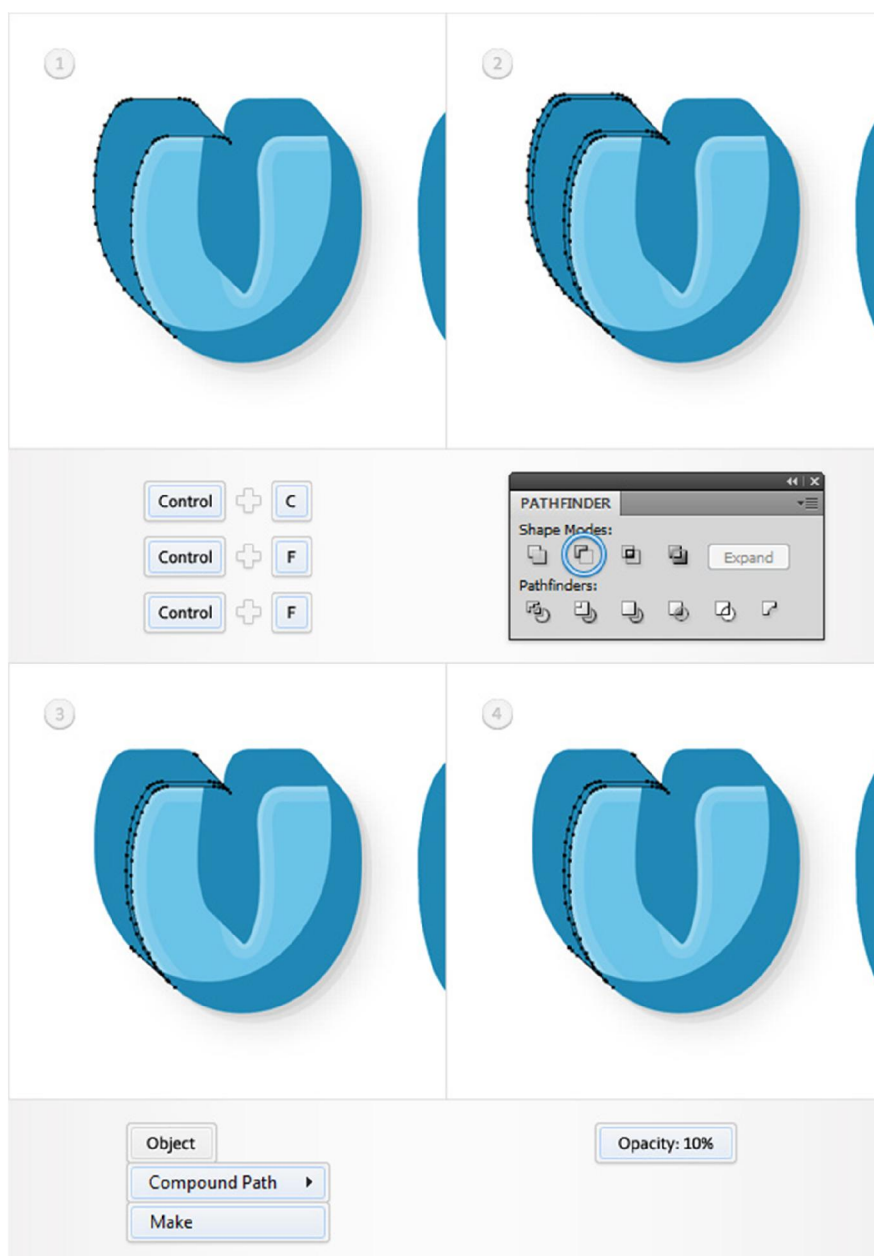 1
2
Control C
Control F
Control F
PATHFINDER
Shape Modes:
Expand
Pathfinders:
3
4
Object
Compound Path
Make
Opacity: 10%